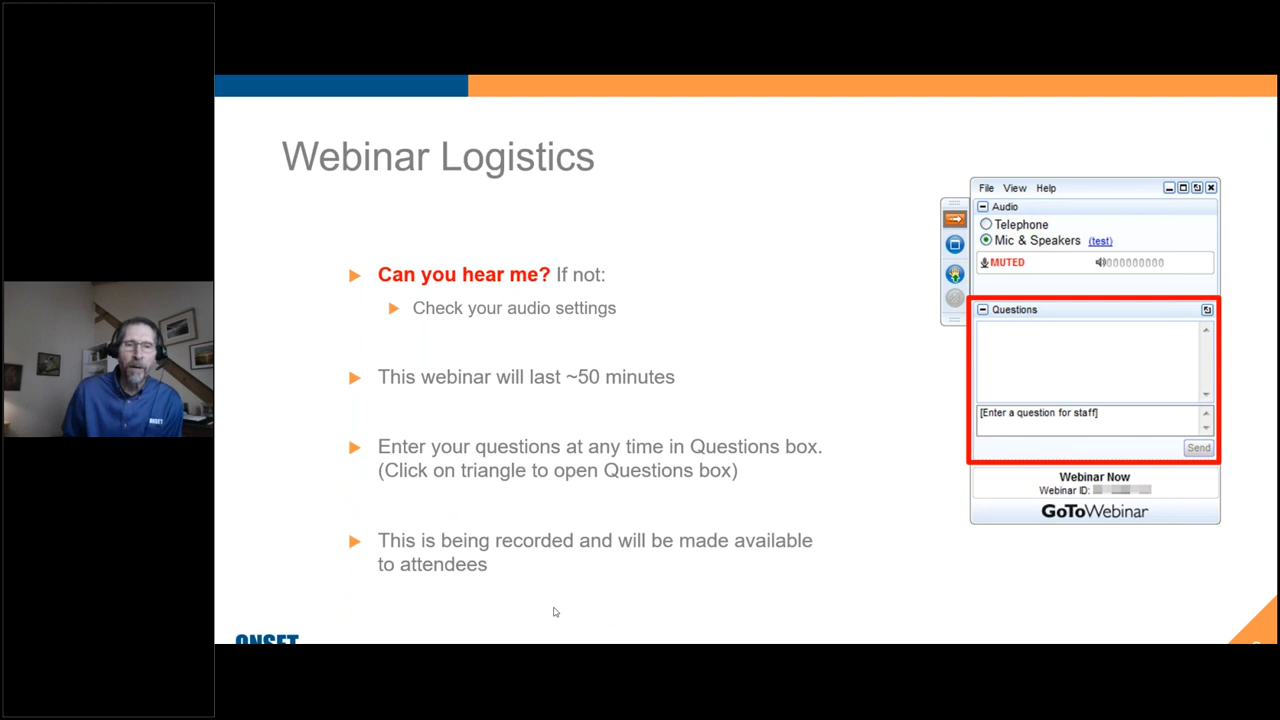 Webinar Logistics
Can you hear me? If not:
Check your audio settings
This webinar will last ~50 minutes
Enter your questions at any time in Questions box.
(Click on triangle to open Questions box)
This is being recorded and will be made available
to attendees
ONSET
ONSET
File View Help
Audio
Telephone
Mic & Speakers (test)
MUTED
Questions
[Enter a question for staff]
Send
Webinar Now
Webinar ID:
GoToWebinar